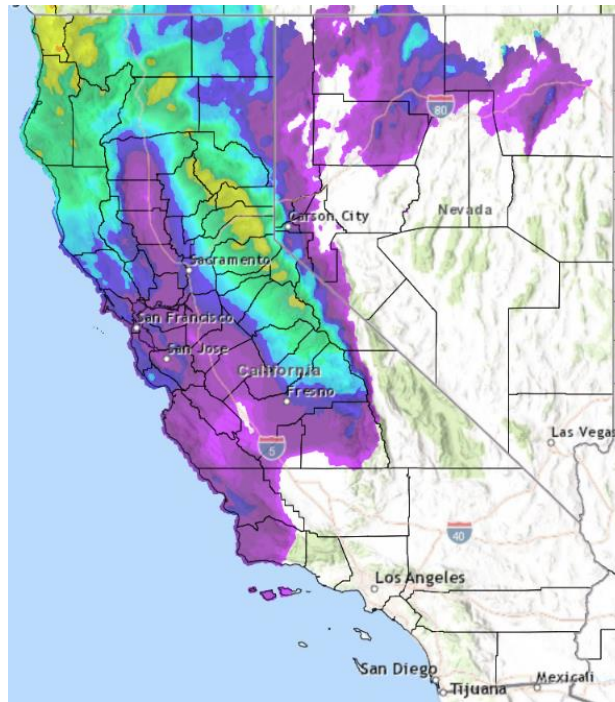 80
Nevada
Carson City
Sacramento
San Francisco
San Jose
California
Fresno
5
Las Vegas
40
Los Angeles
San Diego
Tijuana
Mexicali